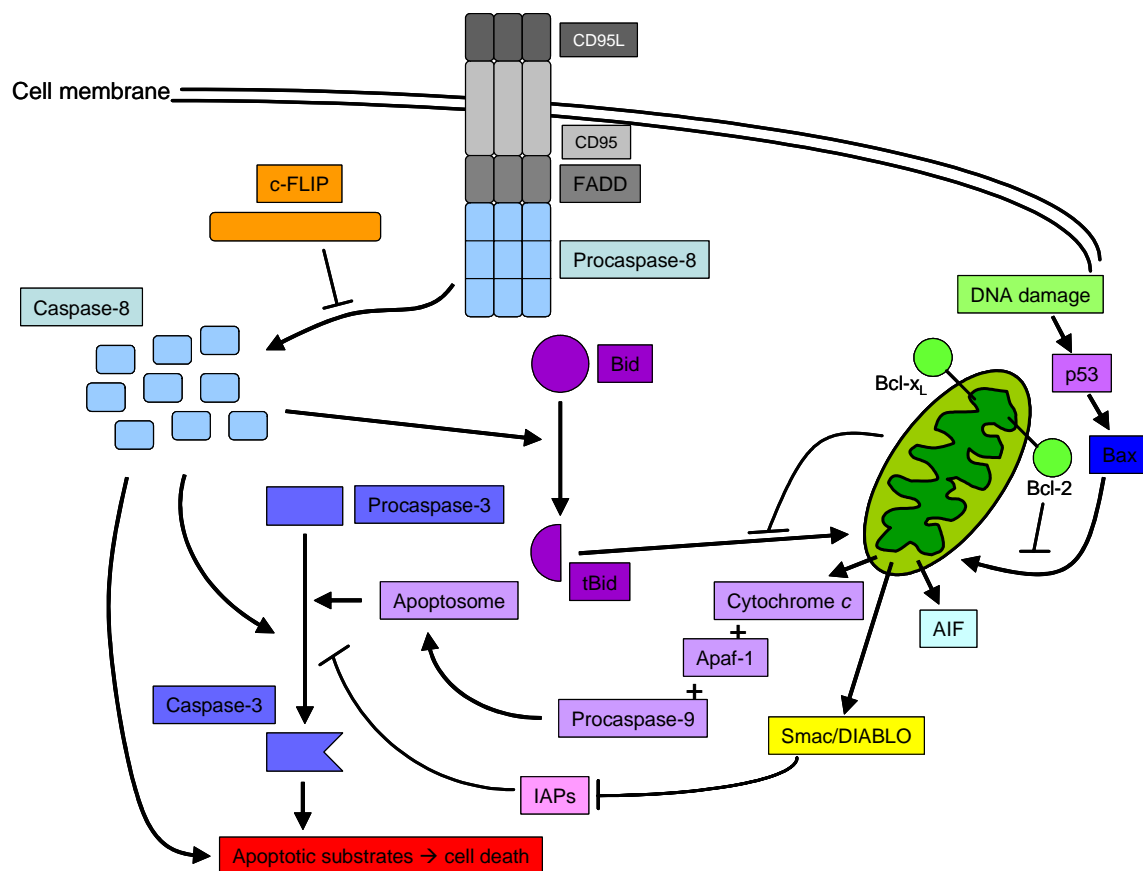 CD95L
Cell membrane
CD95
c-FLIP
FADD
Procaspase-8
Caspase-8
DNA damage
Bid
p53
Bcl-xL
Bax
Bcl-2
Procaspase-3
tBid
Apoptosome
Cytochrome c
AIF
+
Apaf-1
+
Caspase-3
Procaspase-9
Smac/DIABLO
IAPs
Apoptotic substrates → cell death